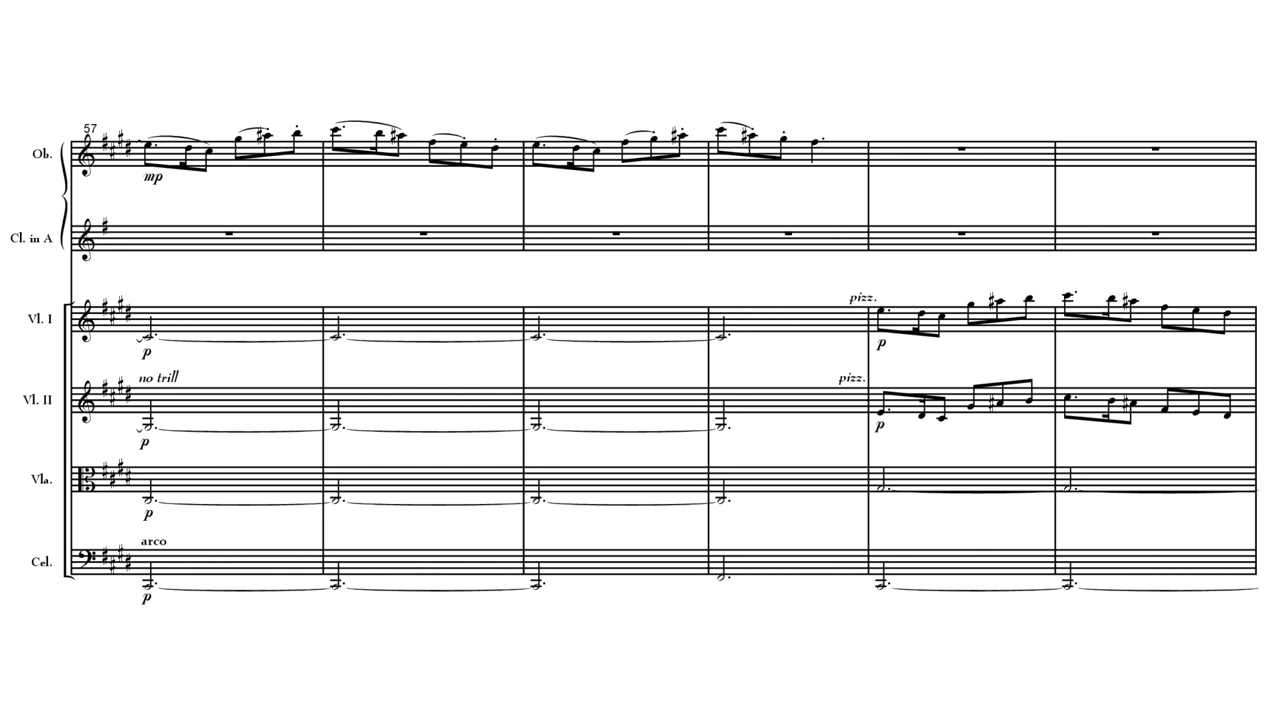 57
Ob.
mp
Cl. in A
pizz.
Vl. I
p
p
no trill
pizz.
Vl. II
p
p
Vla.
p
arco
Cel.
p